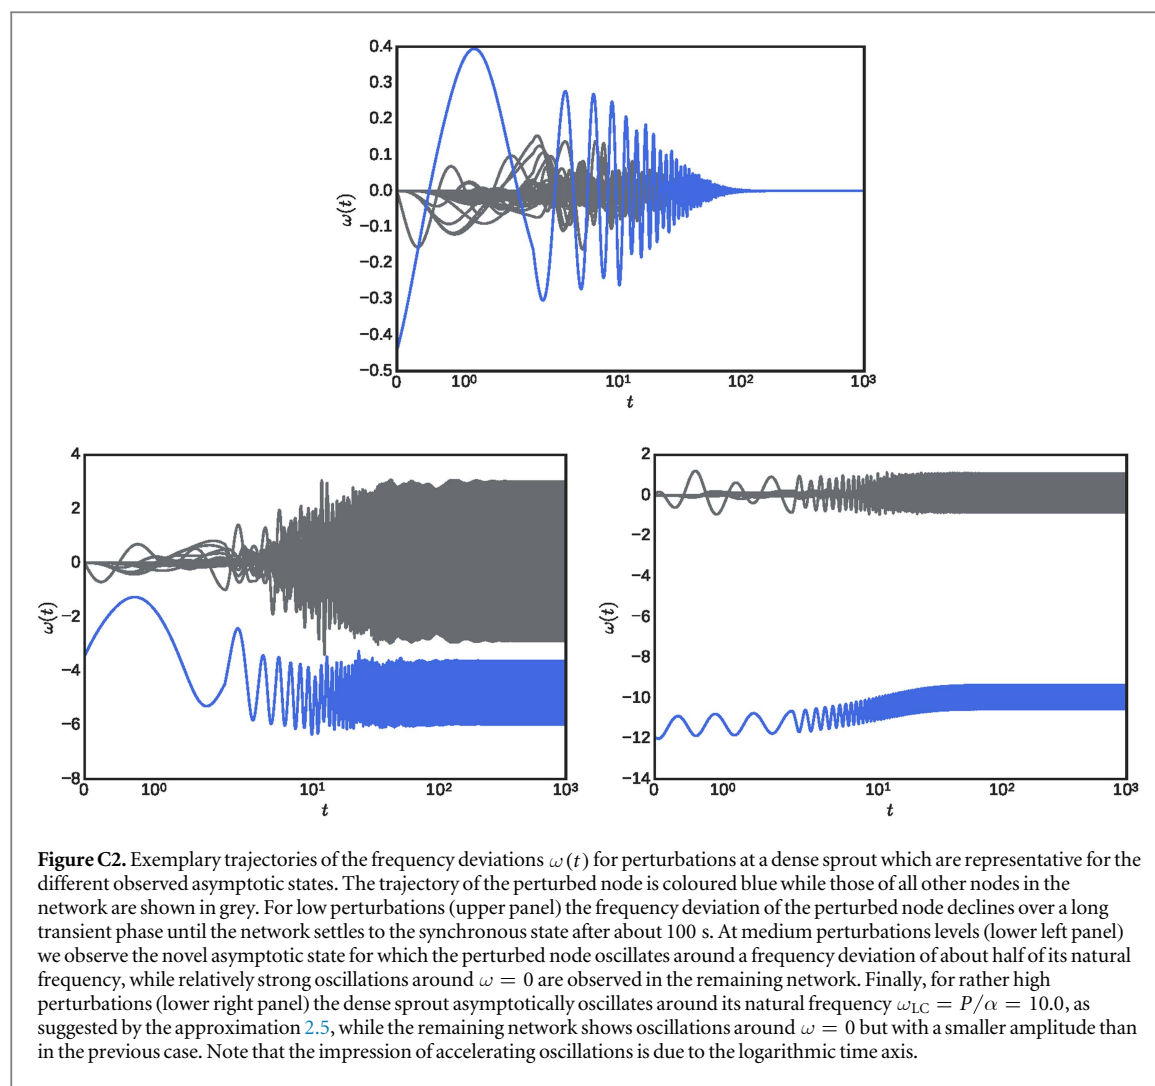 0.4
0.3
0.2
0.1
0.0
−0.1
−0.2
−0.3
−0.4
−0.5
ω(t)
0 10⁰ 10¹ 10² 10³
t
4
2
0
−2
−4
−6
−8
ω(t)
0 10⁰ 10¹ 10² 10³
t
2
0
−2
−4
−6
−8
−10
−12
−14
ω(t)
0 10⁰ 10¹ 10² 10³
t
Figure C2. Exemplary trajectories of the frequency deviations ω(t) for perturbations at a dense sprout which are representative for the
different observed asymptotic states. The trajectory of the perturbed node is coloured blue while those of all other nodes in the
network are shown in grey. For low perturbations (upper panel) the frequency deviation of the perturbed node declines over a long
transient phase until the network settles to the synchronous state after about 100 s. At medium perturbations levels (lower left panel)
we observe the novel asymptotic state for which the perturbed node oscillates around a frequency deviation of about half of its natural
frequency, while relatively strong oscillations around ω = 0 are observed in the remaining network. Finally, for rather high
perturbations (lower right panel) the dense sprout asymptotically oscillates around its natural frequency ω_LC = P/α = 10.0, as
suggested by the approximation 2.5, while the remaining network shows oscillations around ω = 0 but with a smaller amplitude than
in the previous case. Note that the impression of accelerating oscillations is due to the logarithmic time axis.